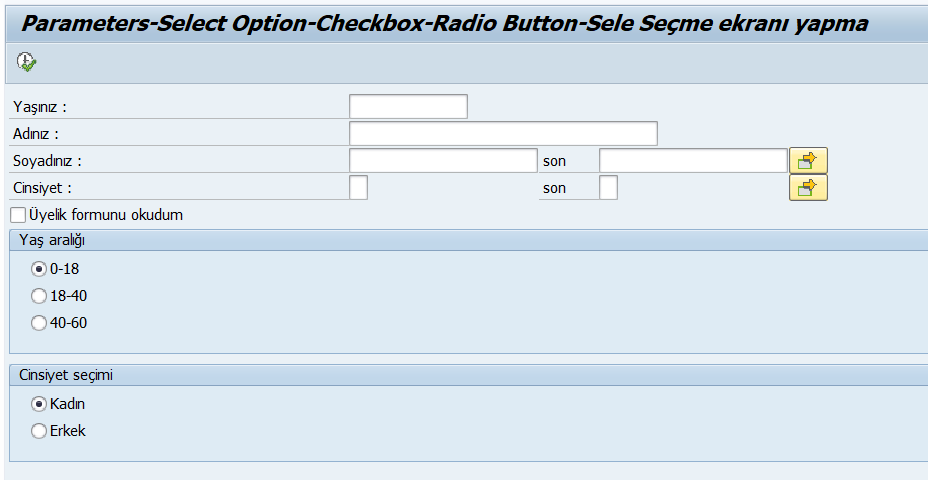 Parameters-Select Option-Checkbox-Radio Button-Sele Seçme ekranı yapma
Yaşınız :
Adınız :
Soyadınız : son
Cinsiyet : son
Üyelik formunu okudum
Yaş aralığı
0-18
18-40
40-60
Cinsiyet seçimi
Kadın
Erkek